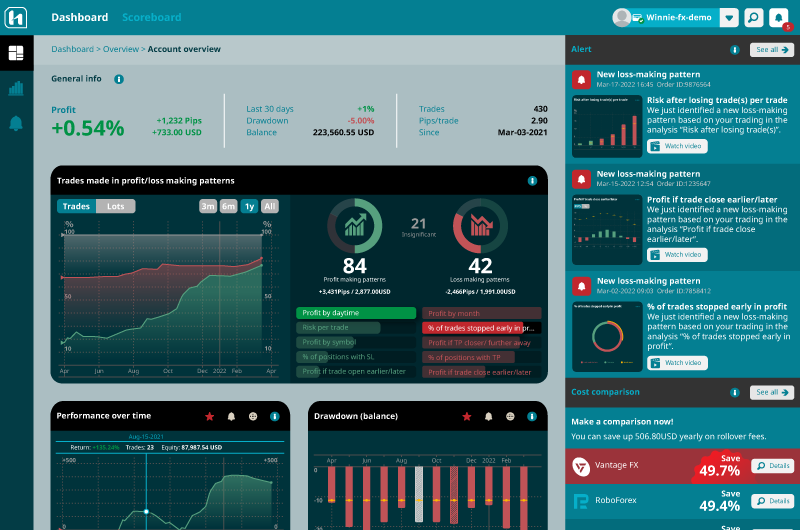 Dashboard Scoreboard
Winnie-fx-demo
5
Dashboard > Overview > Account overview
General info
Profit
+0.54%
+1,232 Pips
+733.00 USD
Last 30 days +1%
Drawdown -5.00%
Balance 223,560.55 USD
Trades 430
Pips/trade 2.90
Since Mar-03-2021
Trades made in profit/loss making patterns
Trades Lots
3m 6m 1y All
% %
100 100
50 50
10 10
Apr Jun Aug Oct Dec 2022 Feb Apr
84
Profit making patterns
+3,431Pips / 2,877.00USD
21
Insignificant
42
Loss making patterns
-2,466Pips / 1,991.00USD
Profit by daytime
Risk per trade
Profit by symbol
% of positions with SL
Profit if trade open earlier/later
Profit by month
% of trades stopped early in pr...
Profit if TP closer/ further away
% of positions with TP
Profit if trade close earlier/later
Performance over time
Aug-15-2021
Return: +135.24% Trades: 23 Equity: 87,987.54 USD
+500 +500
0 0
Drawdown (balance)
Apr Jun Aug Oct Dec 2022 Feb
0 0
-10 -10
Alert
See all
New loss-making pattern
Mar-17-2022 16:45 Order ID:9876564
Risk after losing trade(s) per trade
We just identified a new loss-making
pattern based on your trading in the
analysis “Risk after losing trade(s)”.
Watch video
New loss-making pattern
Mar-15-2022 12:54 Order ID:1235647
Profit if trade close earlier/later
We just identified a new loss-making
pattern based on your trading in the
analysis “Profit if trade close
earlier/later”.
Watch video
New loss-making pattern
Mar-02-2022 09:03 Order ID:7858412
% of trades stopped early in profit
We just identified a new loss-making
pattern based on your trading in the
analysis “% of trades stopped early in
profit”.
Watch video
Cost comparison
See all
Make a comparison now!
You can save up 506.80USD yearly on rollover fees.
Vantage FX
Save
49.7%
Details
RoboForex
Save
49.4%
Details